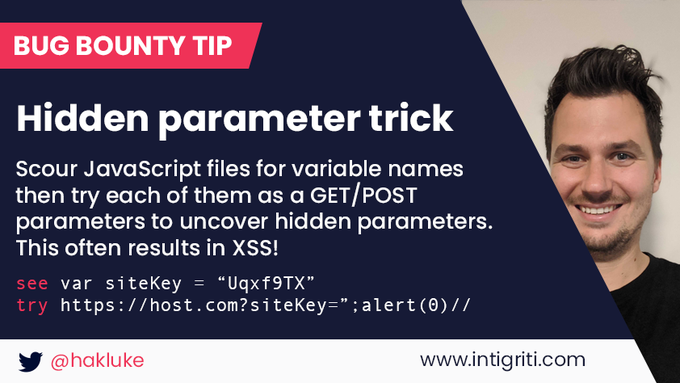 BUG BOUNTY TIP
Hidden parameter trick
Scour JavaScript files for variable names
then try each of them as a GET/POST
parameters to uncover hidden parameters.
This often results in XSS!
see var siteKey = “Uqxf9TX”
try https://host.com?siteKey=”;alert(0)//
@hakluke
www.intigriti.com